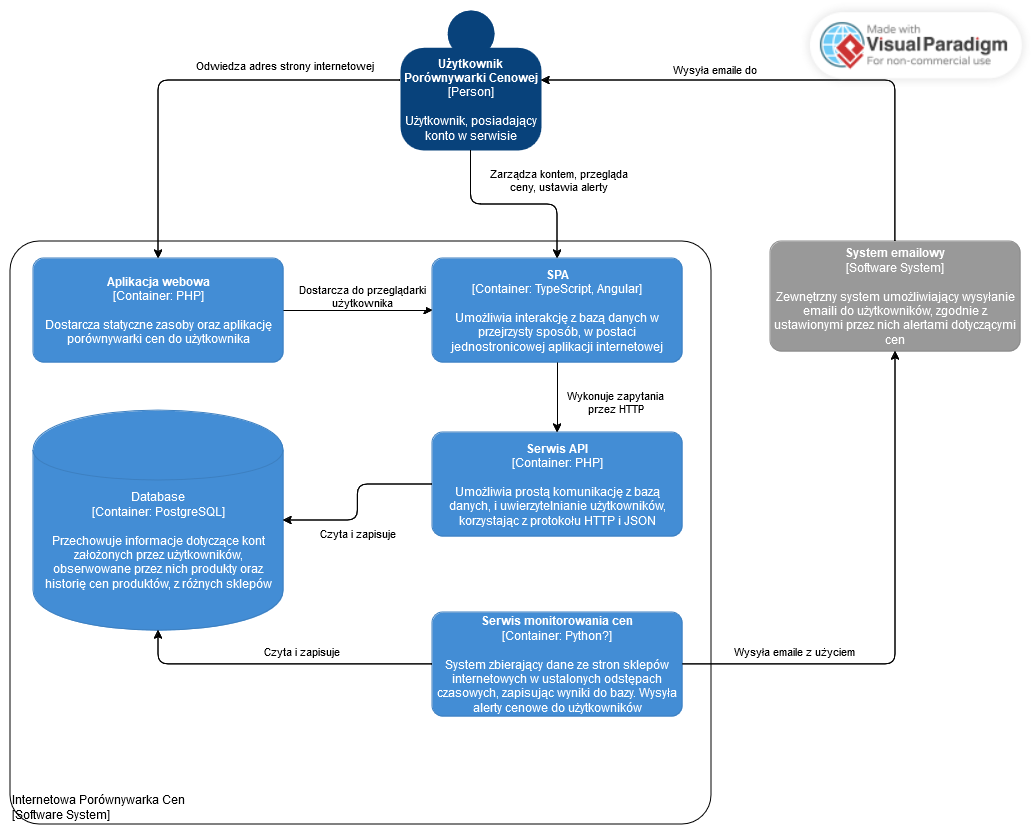 Made with
Visual Paradigm
For non-commercial use
Użytkownik
Porównywarki Cenowej
[Person]
Użytkownik, posiadający
konto w serwisie
Odwiedza adres strony internetowej
Wysyła emaile do
Zarządza kontem, przegląda
ceny, ustawia alerty
Aplikacja webowa
[Container: PHP]
Dostarcza statyczne zasoby oraz aplikację
porównywarki cen do użytkownika
Dostarcza do przeglądarki
użytkownika
SPA
[Container: TypeScript, Angular]
Umożliwia interakcję z bazą danych w
przejrzysty sposób, w postaci
jednostronicowej aplikacji internetowej
System emailowy
[Software System]
Zewnętrzny system umożliwiający wysyłanie
emaili do użytkowników, zgodnie z
ustawionymi przez nich alertami dotyczącymi
cen
Wykonuje zapytania
przez HTTP
Serwis API
[Container: PHP]
Umożliwia prostą komunikację z bazą
danych, i uwierzytelnianie użytkowników,
korzystając z protokołu HTTP i JSON
Database
[Container: PostgreSQL]
Przechowuje informacje dotyczące kont
założonych przez użytkowników,
obserwowane przez nich produkty oraz
historię cen produktów, z różnych sklepów
Czyta i zapisuje
Serwis monitorowania cen
[Container: Python?]
System zbierający dane ze stron sklepów
internetowych w ustalonych odstępach
czasowych, zapisując wyniki do bazy. Wysyła
alerty cenowe do użytkowników
Czyta i zapisuje
Wysyła emaile z użyciem
Internetowa Porównywarka Cen
[Software System]